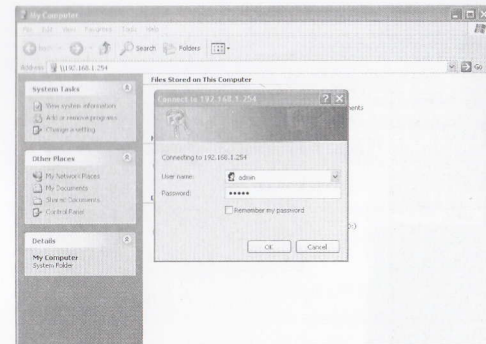 My Computer
File Edit View Favorites Tools Help
Search Folders
Address \\192.168.1.254 Go
Files Stored on This Computer
System Tasks
View system information
Add or remove programs
Change a setting
Connect to 192.168.1.254
Connecting to 192.168.1.254
User name: admin
Password: •••••
Remember my password
OK Cancel
Other Places
My Network Places
My Documents
Shared Documents
Control Panel
Details
My Computer
System Folder